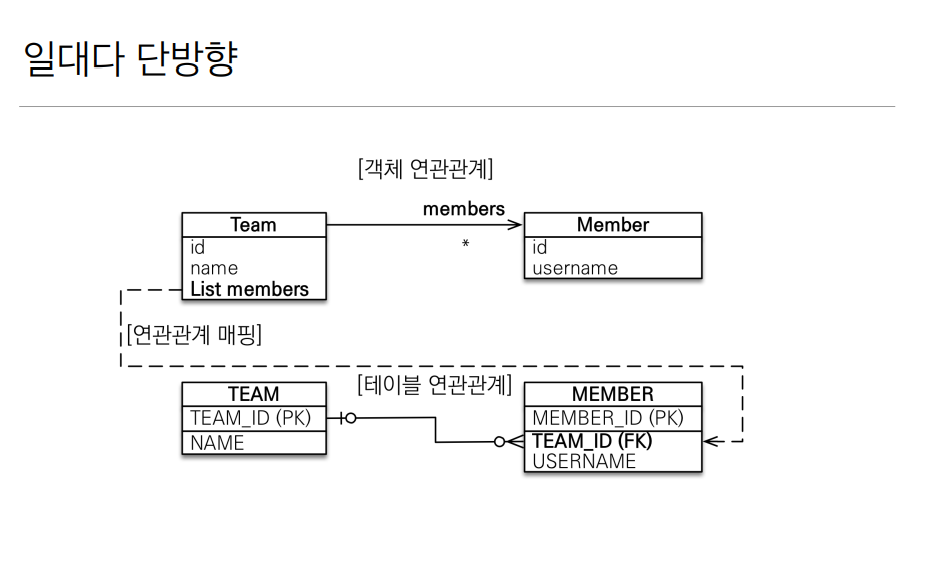 일대다 단방향
[객체 연관관계]
members
*
Team
id
name
List members
Member
id
username
[연관관계 매핑]
[테이블 연관관계]
TEAM
TEAM_ID (PK)
NAME
MEMBER
MEMBER_ID (PK)
TEAM_ID (FK)
USERNAME